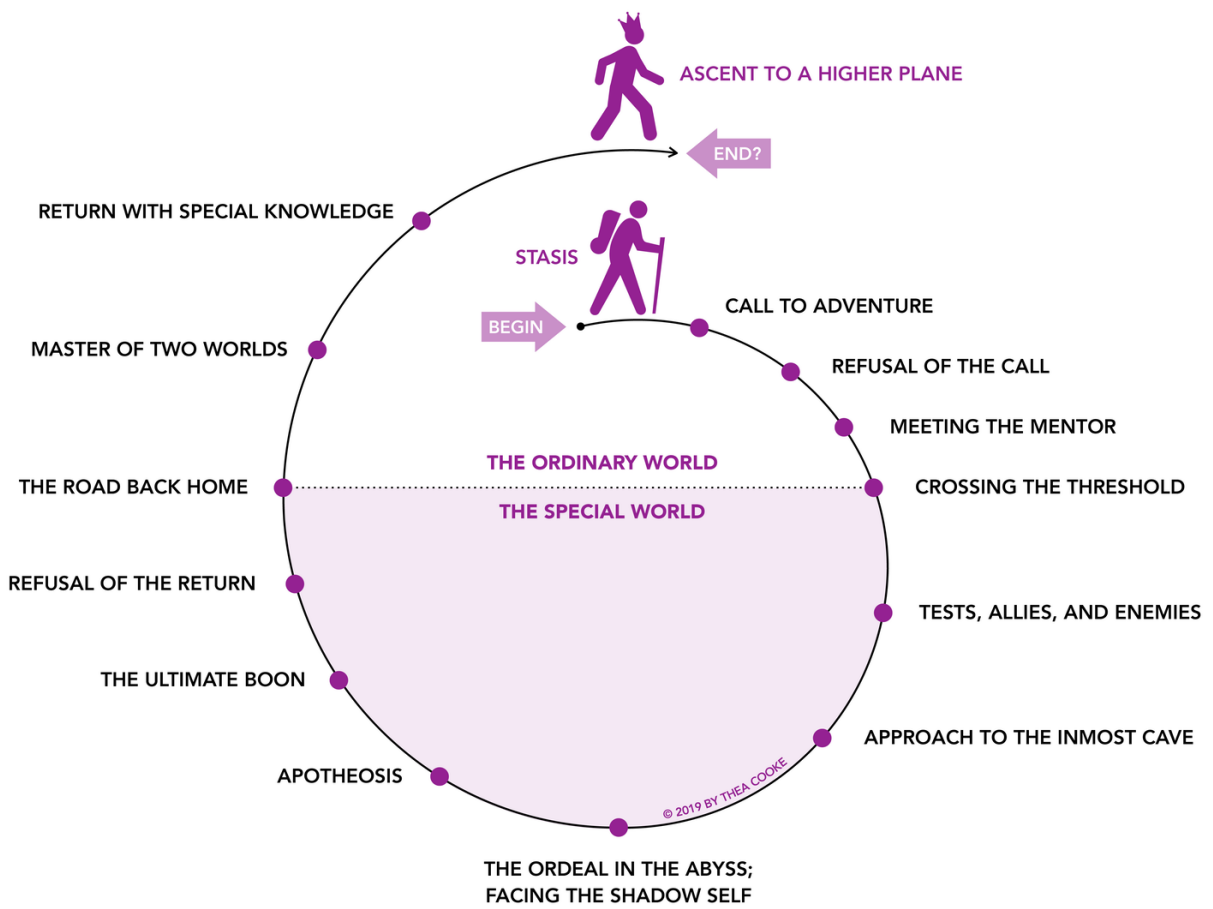 ASCENT TO A HIGHER PLANE
END?
RETURN WITH SPECIAL KNOWLEDGE
STASIS
BEGIN
CALL TO ADVENTURE
MASTER OF TWO WORLDS
REFUSAL OF THE CALL
MEETING THE MENTOR
THE ORDINARY WORLD
THE ROAD BACK HOME
CROSSING THE THRESHOLD
THE SPECIAL WORLD
REFUSAL OF THE RETURN
TESTS, ALLIES, AND ENEMIES
THE ULTIMATE BOON
APPROACH TO THE INMOST CAVE
APOTHEOSIS
© 2019 BY THEA COOKE
THE ORDEAL IN THE ABYSS;
FACING THE SHADOW SELF